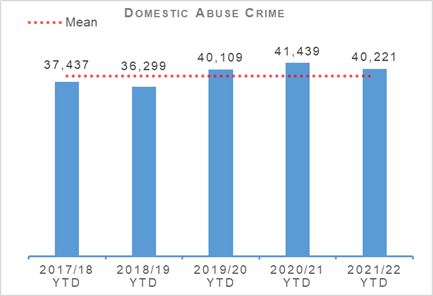 DOMESTIC ABUSE CRIME
Mean
37,437
36,299
40,109
41,439
40,221
2017/18 YTD
2018/19 YTD
2019/20 YTD
2020/21 YTD
2021/22 YTD